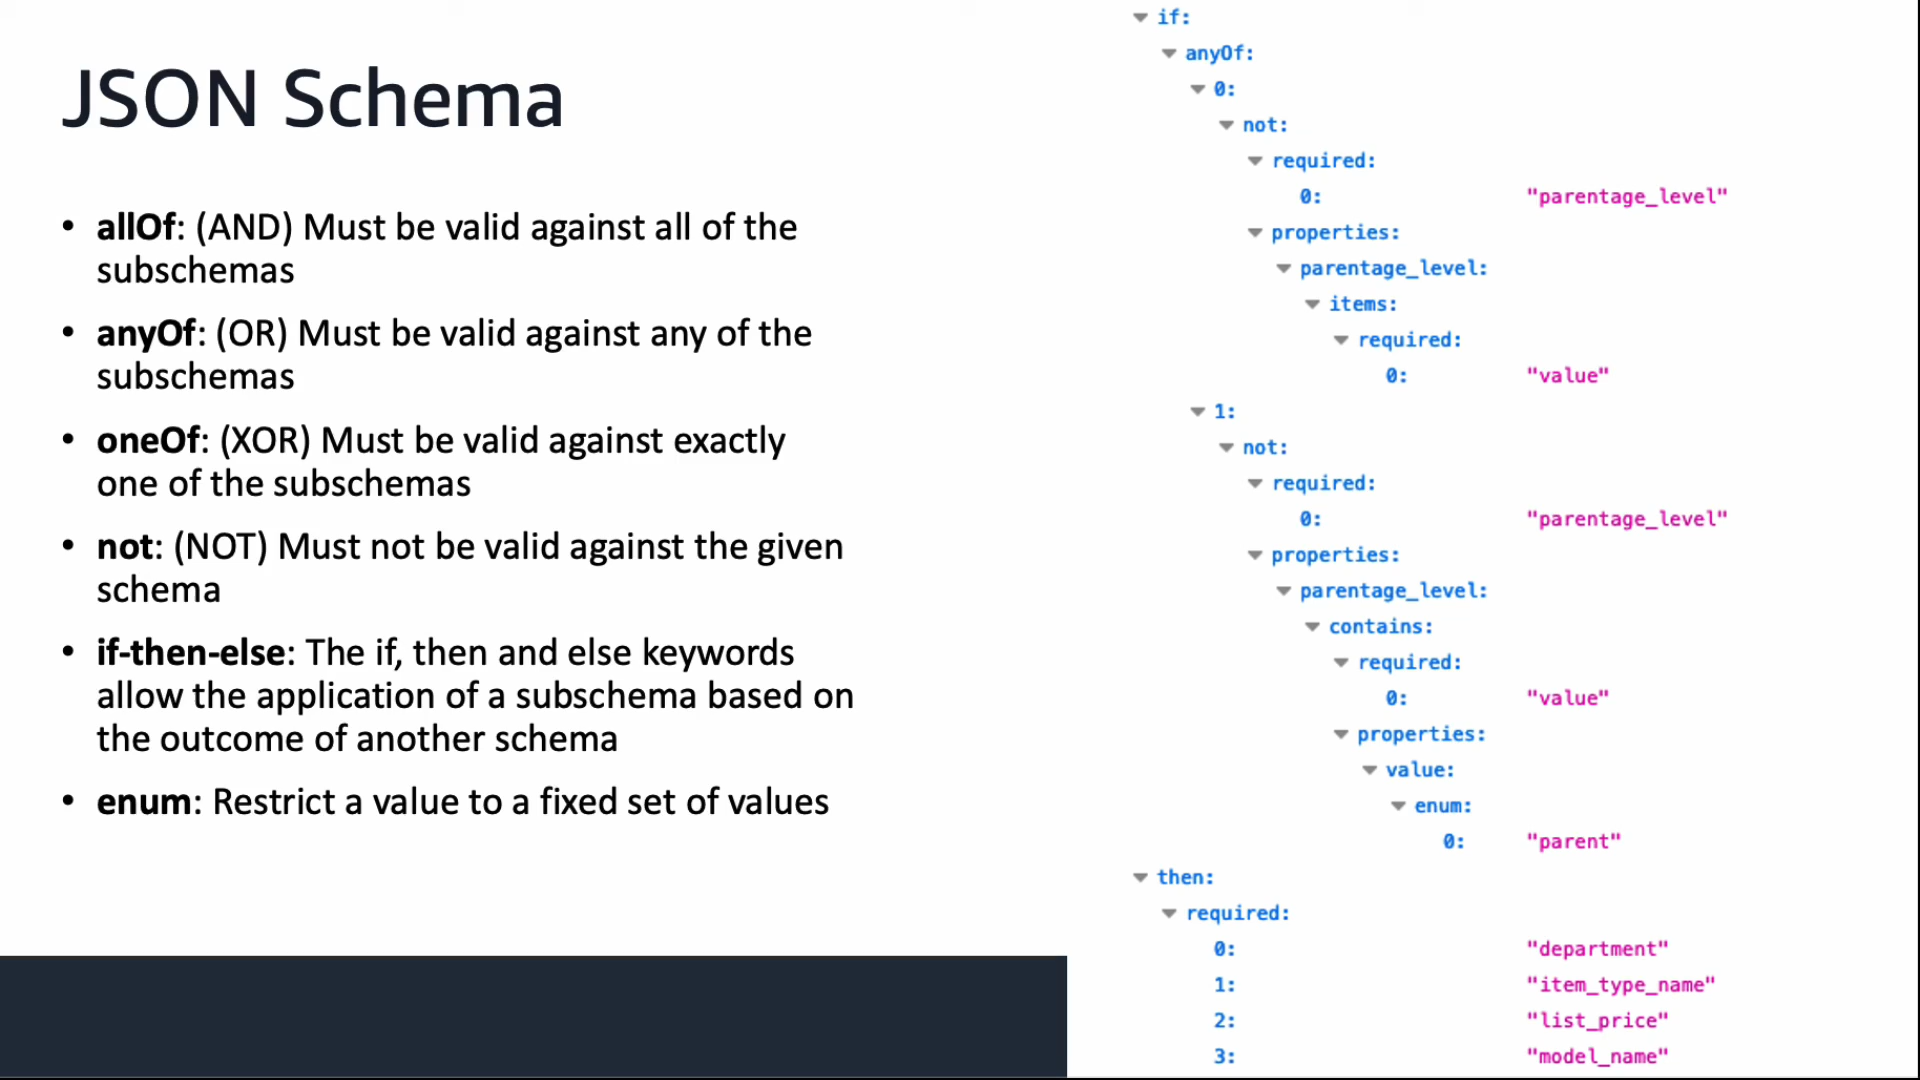 JSON Schema
• allOf: (AND) Must be valid against all of the
subschemas
• anyOf: (OR) Must be valid against any of the
subschemas
• oneOf: (XOR) Must be valid against exactly
one of the subschemas
• not: (NOT) Must not be valid against the given
schema
• if-then-else: The if, then and else keywords
allow the application of a subschema based on
the outcome of another schema
• enum: Restrict a value to a fixed set of values
if:
anyOf:
0:
not:
required:
0: "parentage_level"
properties:
parentage_level:
items:
required:
0: "value"
1:
not:
required:
0: "parentage_level"
properties:
parentage_level:
contains:
required:
0: "value"
properties:
value:
enum:
0: "parent"
then:
required:
0: "department"
1: "item_type_name"
2: "list_price"
3: "model_name"